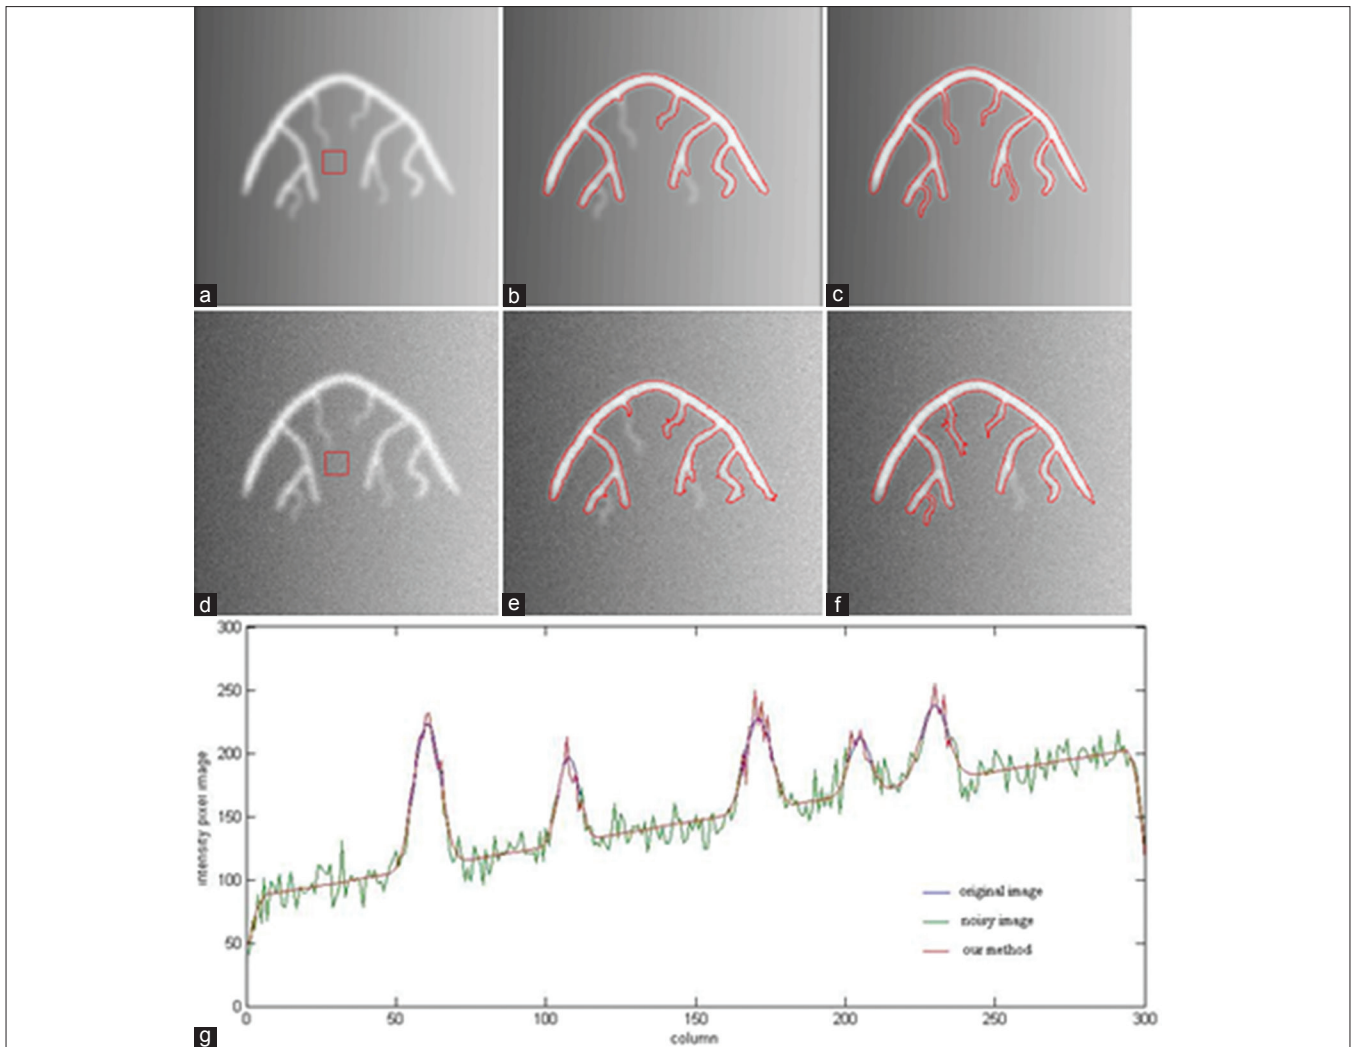 a
b
c
d
e
f
300
250
200
150
100
50
0
intensity pixel image
original image
noisy image
our method
0 50 100 150 200 250 300
column
g